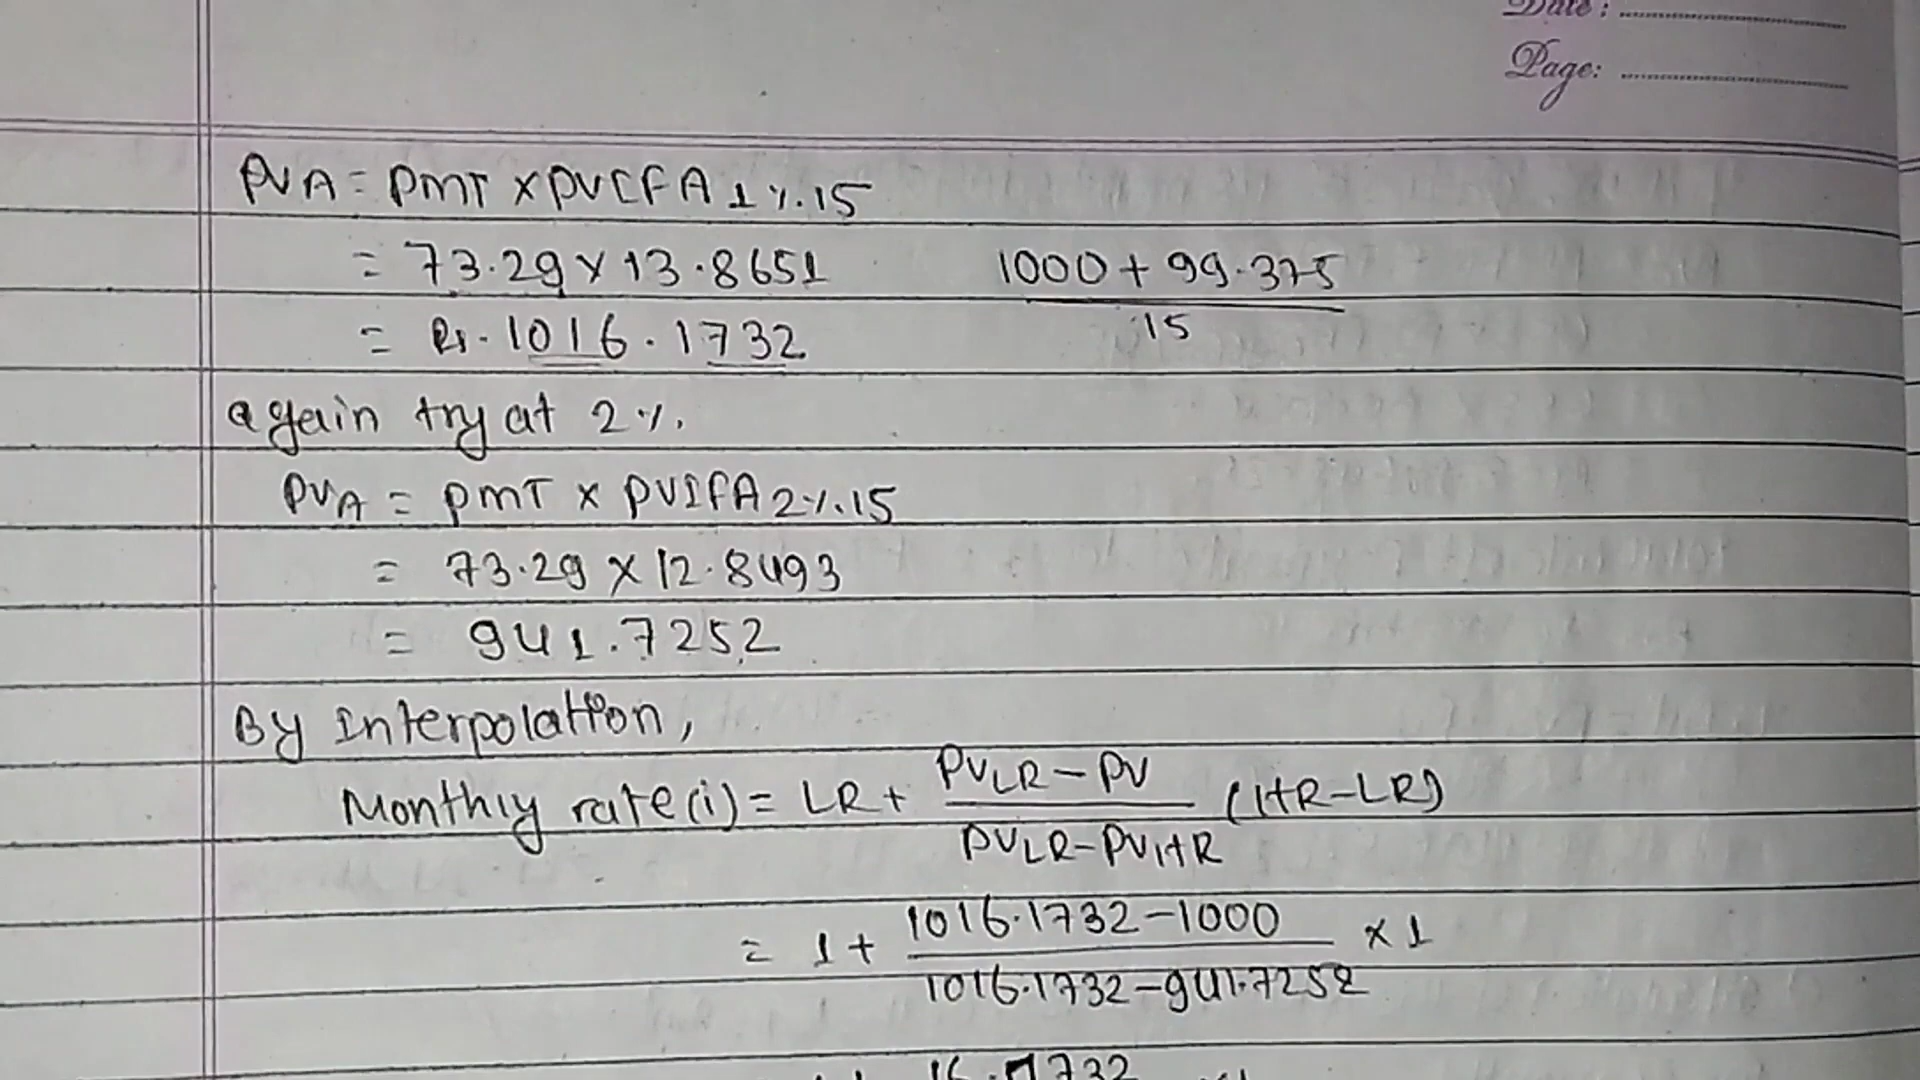 Date:
Page:
PVA = PMT × PVIFA 1%.15
= 73.29 × 13.8651
1000 + 99.375
15
= Rs. 1016.1732
again try at 2%.
PVA = PMT × PVIFA 2%.15
= 73.29 × 12.8493
= 941.7252
By Interpolation,
Monthly rate(i) = LR + PVLR - PV (HR-LR)
PVLR-PVHR
= 1 + 1016.1732-1000 × 1
1016.1732-941.7252
16.1732